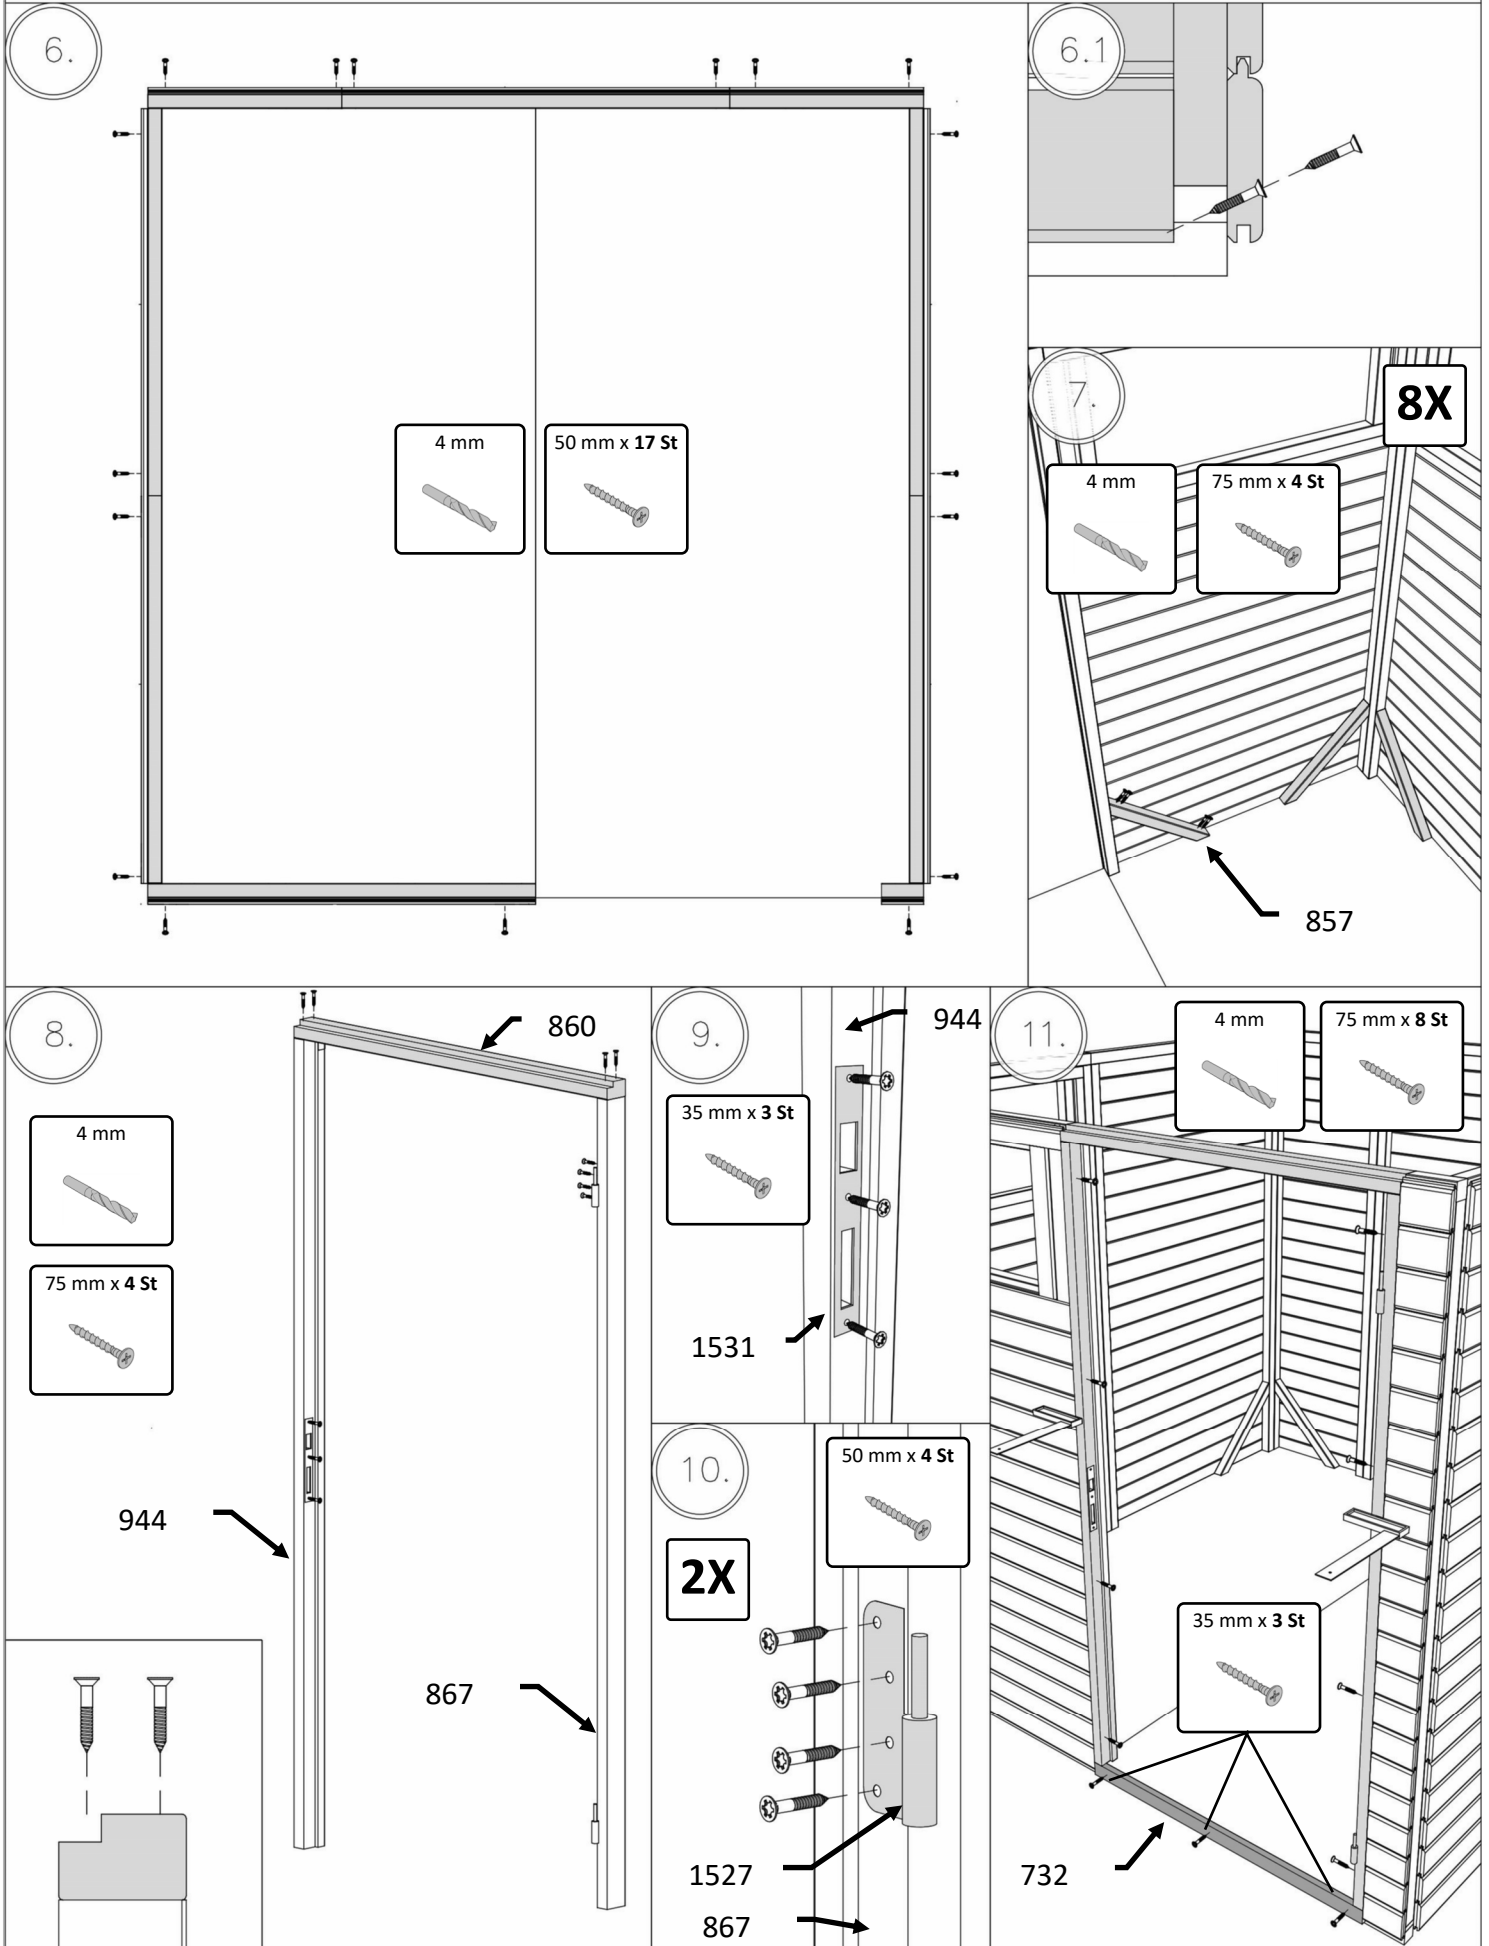 6.
4 mm
50 mm x 17 St
6.1
7.
8X
4 mm
75 mm x 4 St
857
8.
860
4 mm
75 mm x 4 St
944
867
9.
944
35 mm x 3 St
1531
10.
50 mm x 4 St
2X
1527
867
11.
4 mm
75 mm x 8 St
35 mm x 3 St
732